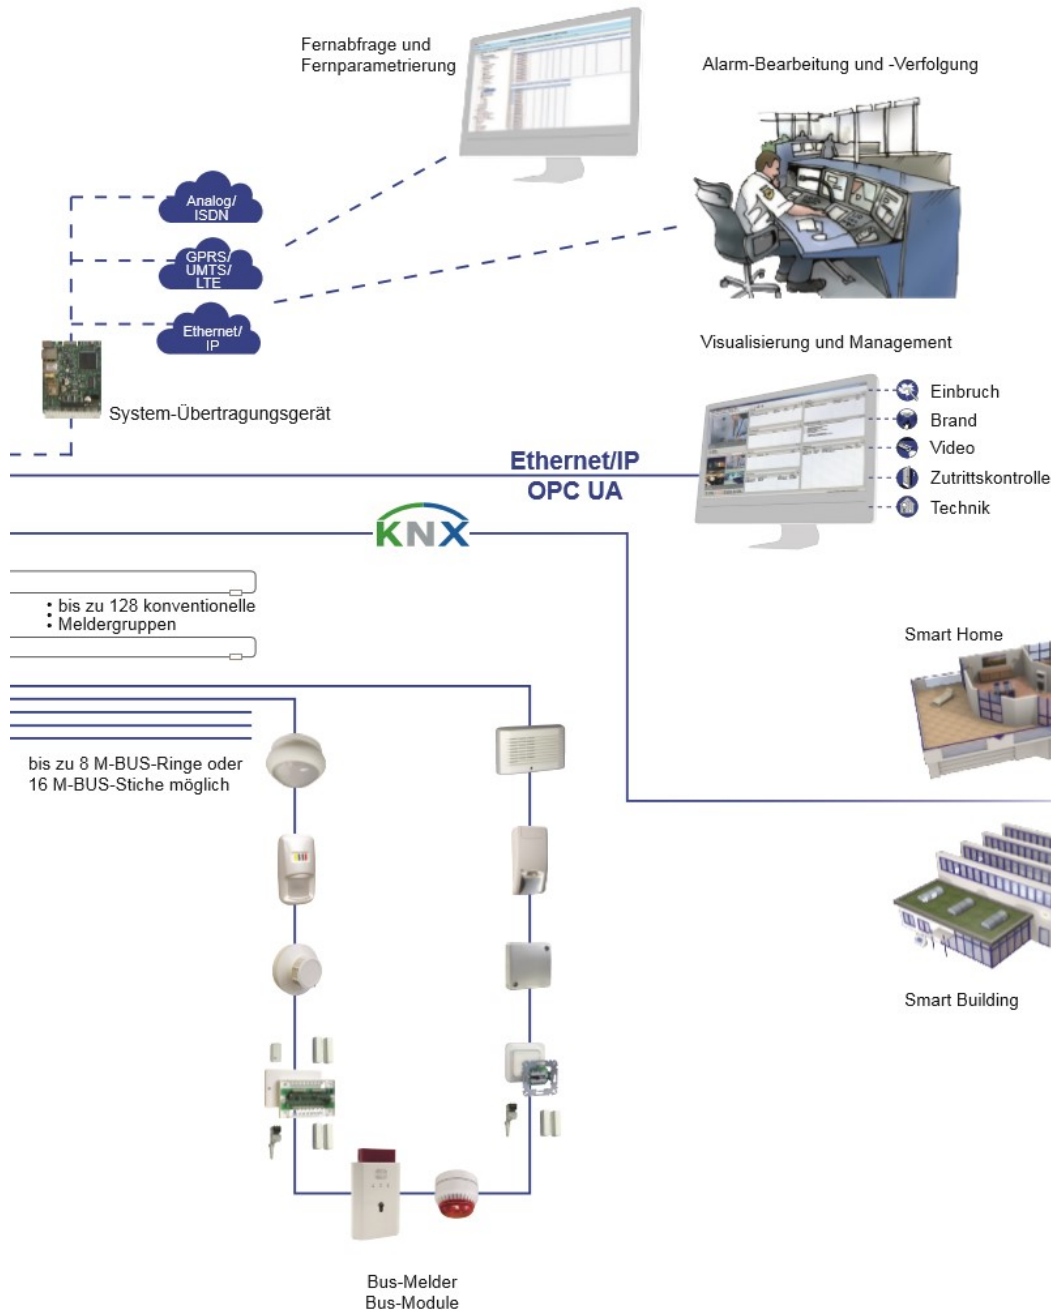 Fernabfrage und
Fernparametrierung
Alarm-Bearbeitung und -Verfolgung
Analog/
ISDN
GPRS/
UMTS/
LTE
Ethernet/
IP
System-Übertragungsgerät
Visualisierung und Management
Einbruch
Brand
Video
Zutrittskontrolle
Technik
Ethernet/IP
OPC UA
KNX
• bis zu 128 konventionelle
• Meldergruppen
Smart Home
bis zu 8 M-BUS-Ringe oder
16 M-BUS-Stiche möglich
Smart Building
Bus-Melder
Bus-Module